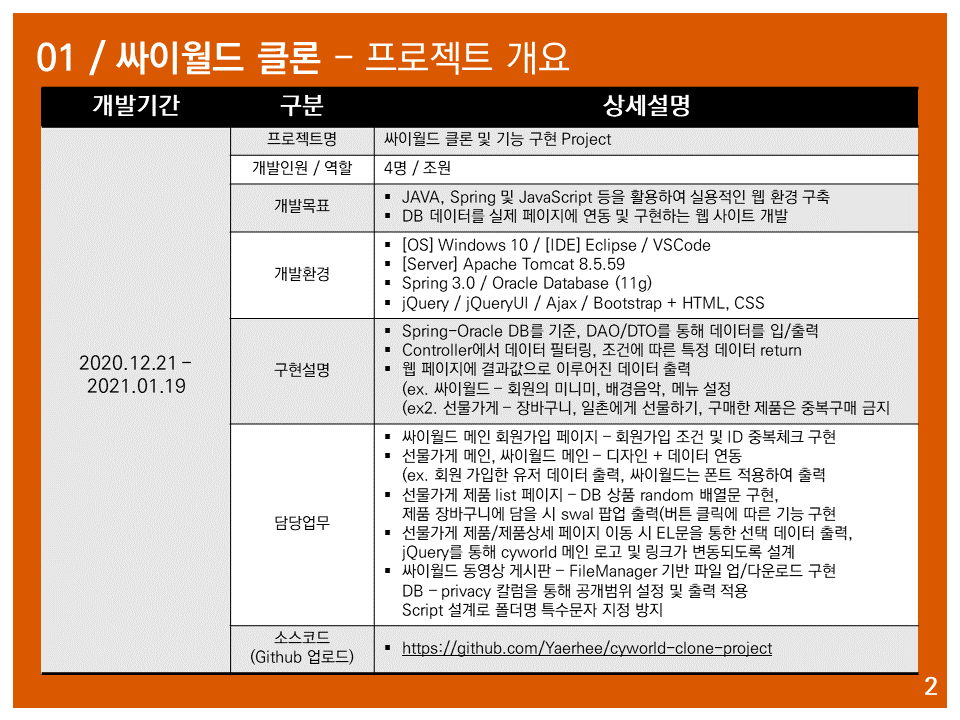 01 / 싸이월드 클론 – 프로젝트 개요
개발기간 구분 상세설명
2020.12.21 –
2021.01.19
프로젝트명 싸이월드 클론 및 기능 구현 Project
개발인원 / 역할 4명 / 조원
개발목표
▪ JAVA, Spring 및 JavaScript 등을 활용하여 실용적인 웹 환경 구축
▪ DB 데이터를 실제 페이지에 연동 및 구현하는 웹 사이트 개발
개발환경
▪ [OS] Windows 10 / [IDE] Eclipse / VSCode
▪ [Server] Apache Tomcat 8.5.59
▪ Spring 3.0 / Oracle Database (11g)
▪ jQuery / jQueryUI / Ajax / Bootstrap + HTML, CSS
구현설명
▪ Spring-Oracle DB를 기준, DAO/DTO를 통해 데이터를 입/출력
▪ Controller에서 데이터 필터링, 조건에 따른 특정 데이터 return
▪ 웹 페이지에 결과값으로 이루어진 데이터 출력
(ex. 싸이월드 – 회원의 미니미, 배경음악, 메뉴 설정
(ex2. 선물가게 – 장바구니, 일촌에게 선물하기, 구매한 제품은 중복구매 금지
담당업무
▪ 싸이월드 메인 회원가입 페이지 – 회원가입 조건 및 ID 중복체크 구현
▪ 선물가게 메인, 싸이월드 메인 – 디자인 + 데이터 연동
(ex. 회원 가입한 유저 데이터 출력, 싸이월드는 폰트 적용하여 출력
▪ 선물가게 제품 list 페이지 – DB 상품 random 배열문 구현,
제품 장바구니에 담을 시 swal 팝업 출력(버튼 클릭에 따른 기능 구현
▪ 선물가게 제품/제품상세 페이지 이동 시 EL문을 통한 선택 데이터 출력,
jQuery를 통해 cyworld 메인 로고 및 링크가 변동되도록 설계
▪ 싸이월드 동영상 게시판 – FileManager 기반 파일 업/다운로드 구현
DB – privacy 칼럼을 통해 공개범위 설정 및 출력 적용
Script 설계로 폴더명 특수문자 지정 방지
소스코드
(Github 업로드)
▪ https://github.com/Yaerhee/cyworld-clone-project
2